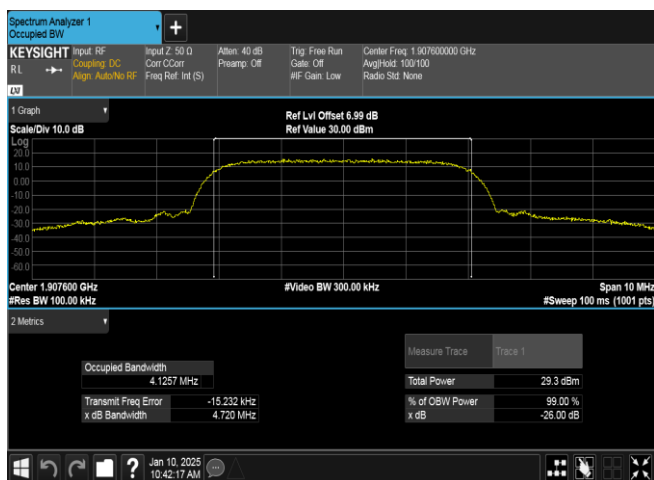 Spectrum Analyzer 1
Occupied BW
KEYSIGHT
RL
LXI
Input: RF
Coupling: DC
Align: Auto/No RF
Input Z: 50 Ω
Corr CCorr
Freq Ref: Int (S)
Atten: 40 dB
Preamp: Off
Trig: Free Run
Gate: Off
#IF Gain: Low
Center Freq: 1.907600000 GHz
Avg|Hold: 100/100
Radio Std: None
1 Graph
Scale/Div 10.0 dB
Ref Lvl Offset 6.99 dB
Ref Value 30.00 dBm
Log
20.0
10.0
0.00
-10.0
-20.0
-30.0
-40.0
-50.0
-60.0
Center 1.907600 GHz
#Res BW 100.00 kHz
#Video BW 300.00 kHz
Span 10 MHz
#Sweep 100 ms (1001 pts)
2 Metrics
Occupied Bandwidth
4.1257 MHz
Transmit Freq Error -15.232 kHz
x dB Bandwidth 4.720 MHz
Measure Trace Trace 1
Total Power 29.3 dBm
% of OBW Power 99.00 %
x dB -26.00 dB
?
Jan 10, 2025
10:42:17 AM